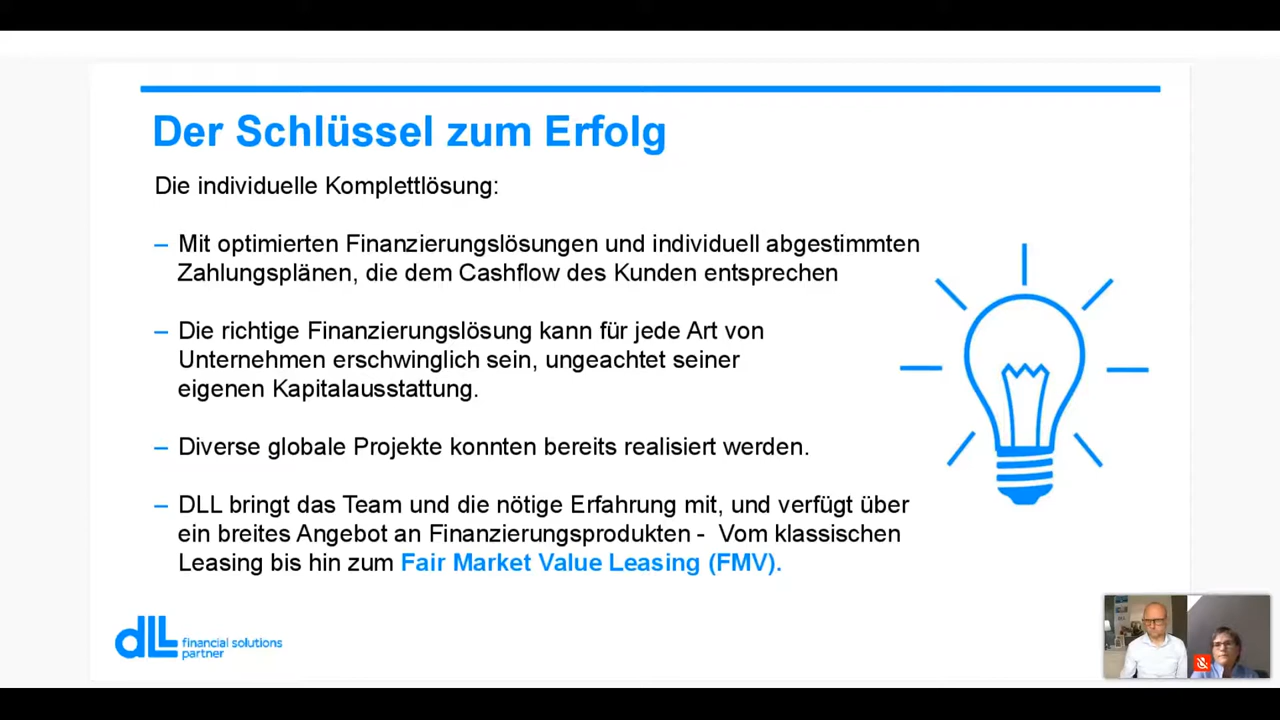 Der Schlüssel zum Erfolg
Die individuelle Komplettlösung:
– Mit optimierten Finanzierungslösungen und individuell abgestimmten
Zahlungsplänen, die dem Cashflow des Kunden entsprechen
– Die richtige Finanzierungslösung kann für jede Art von
Unternehmen erschwinglich sein, ungeachtet seiner
eigenen Kapitalausstattung.
– Diverse globale Projekte konnten bereits realisiert werden.
– DLL bringt das Team und die nötige Erfahrung mit, und verfügt über
ein breites Angebot an Finanzierungsprodukten - Vom klassischen
Leasing bis hin zum Fair Market Value Leasing (FMV).
dLL financial solutions
partner